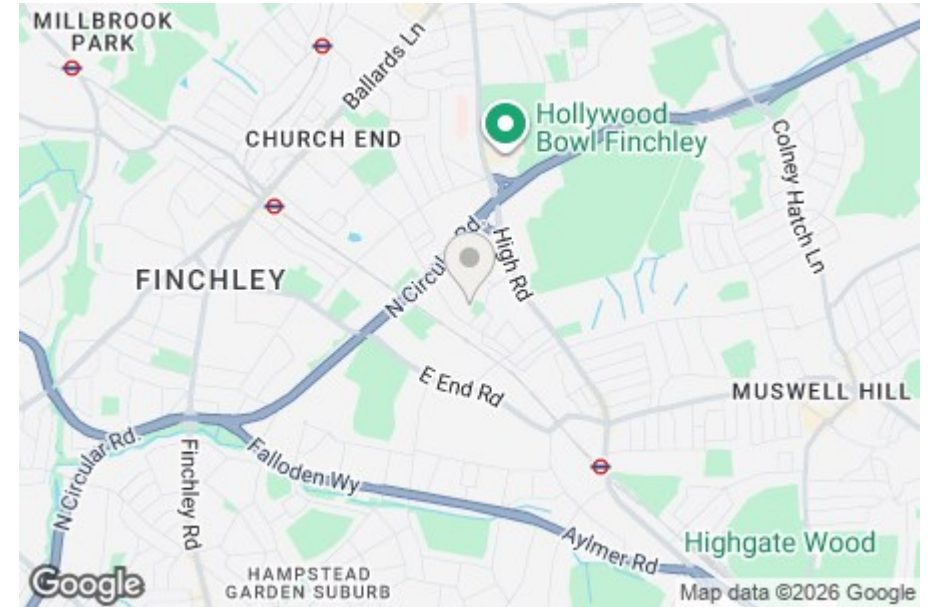 MILLBROOK
PARK
Ballards Ln
CHURCH END
Hollywood
Bowl Finchley
Colney Hatch Ln
N Circular Rd
High Rd
FINCHLEY
E End Rd
MUSWELL HILL
N Circular Rd
Finchley Rd
Falloden Wy
Aylmer Rd
Highgate Wood
HAMPSTEAD
GARDEN SUBURB
Google
Map data ©2026 Google